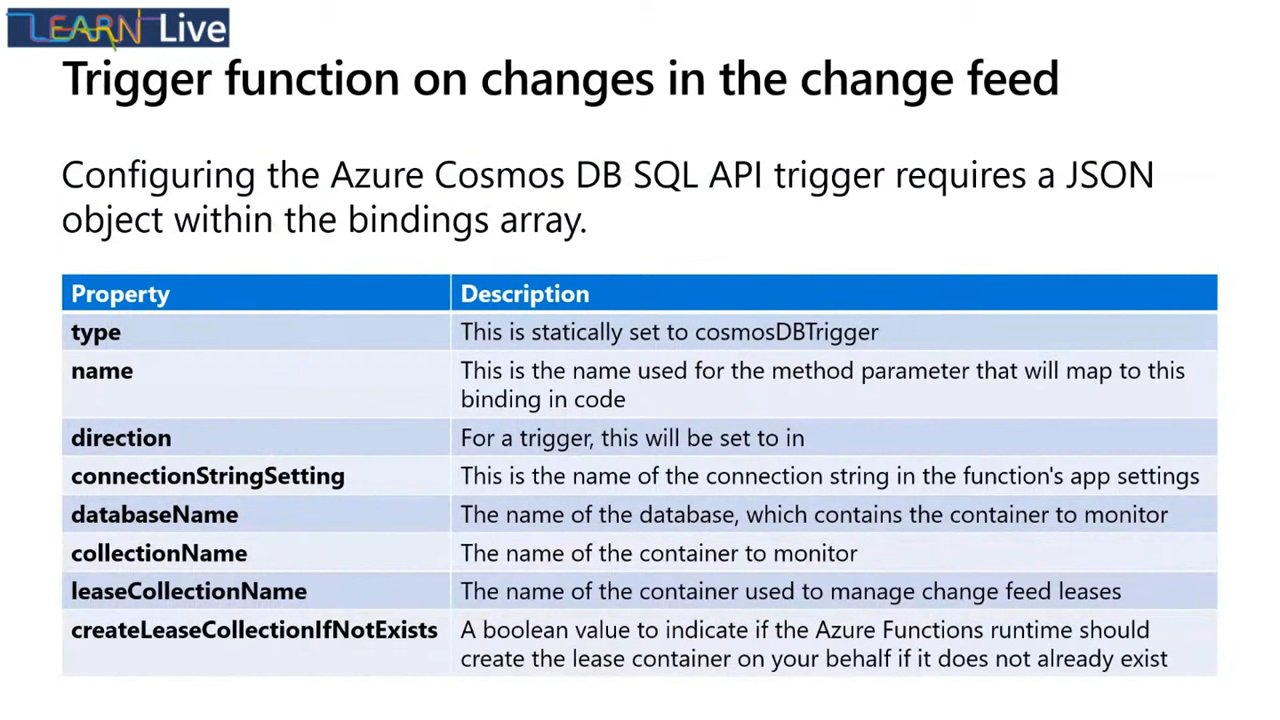 LEARN Live
Trigger function on changes in the change feed
Configuring the Azure Cosmos DB SQL API trigger requires a JSON
object within the bindings array.
Property Description
type This is statically set to cosmosDBTrigger
name This is the name used for the method parameter that will map to this
binding in code
direction For a trigger, this will be set to in
connectionStringSetting This is the name of the connection string in the function's app settings
databaseName The name of the database, which contains the container to monitor
collectionName The name of the container to monitor
leaseCollectionName The name of the container used to manage change feed leases
createLeaseCollectionIfNotExists A boolean value to indicate if the Azure Functions runtime should
create the lease container on your behalf if it does not already exist